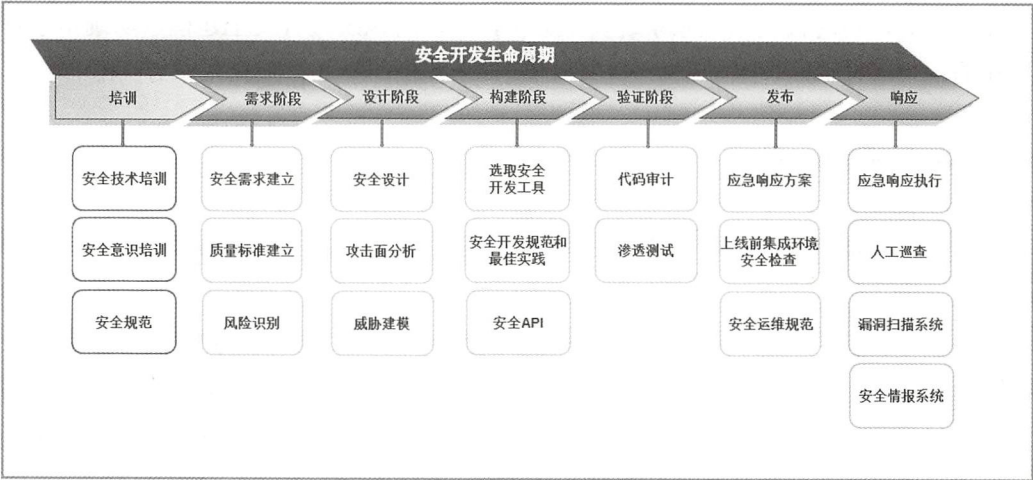 安全开发生命周期
培训
需求阶段
设计阶段
构建阶段
验证阶段
发布
响应
安全技术培训
安全意识培训
安全规范
安全需求建立
质量标准建立
风险识别
安全设计
攻击面分析
威胁建模
选取安全
开发工具
安全开发规范和
最佳实践
安全API
代码审计
渗透测试
应急响应方案
上线前集成环境
安全检查
安全运维规范
应急响应执行
人工巡查
漏洞扫描系统
安全情报系统